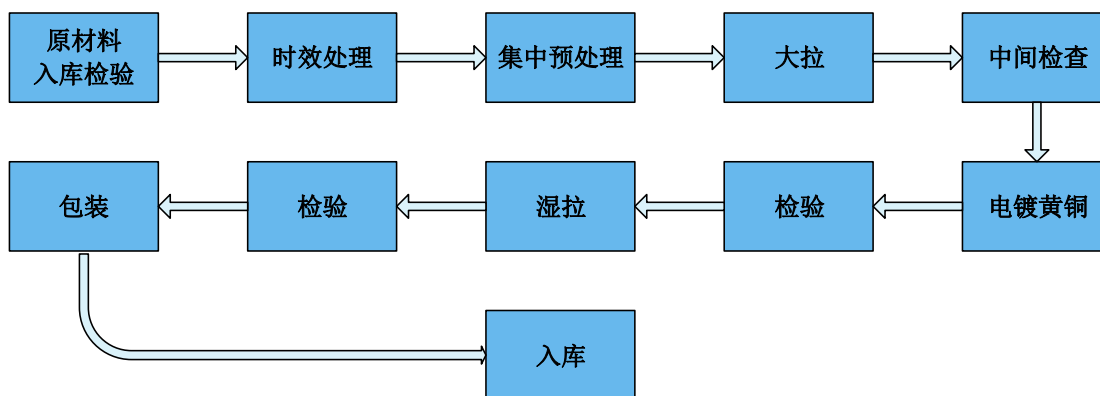 原材料
入库检验
时效处理
集中预处理
大拉
中间检查
电镀黄铜
检验
湿拉
检验
包装
入库